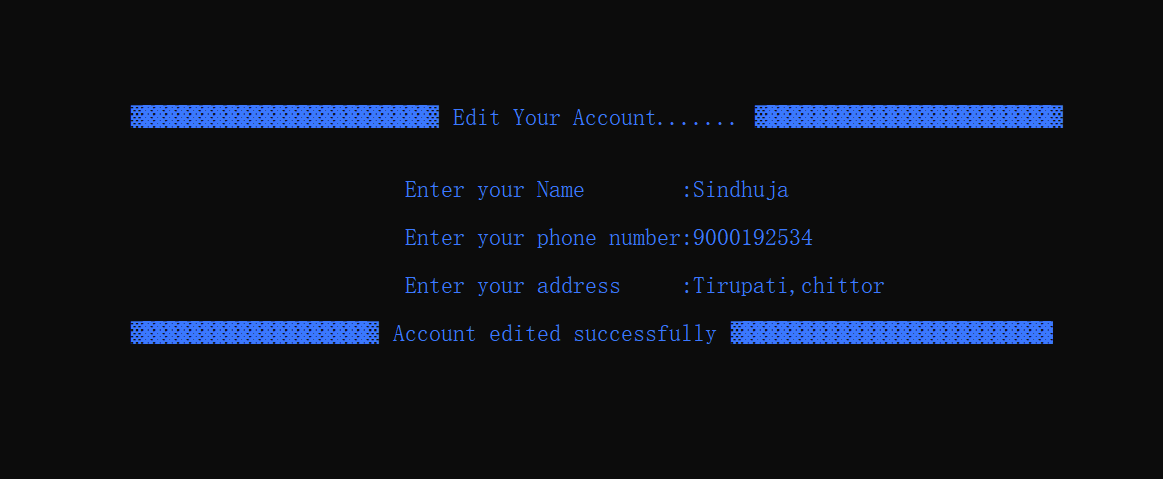 Edit Your Account.......
Enter your Name        :Sindhuja
Enter your phone number:9000192534
Enter your address     :Tirupati,chittor
Account edited successfully